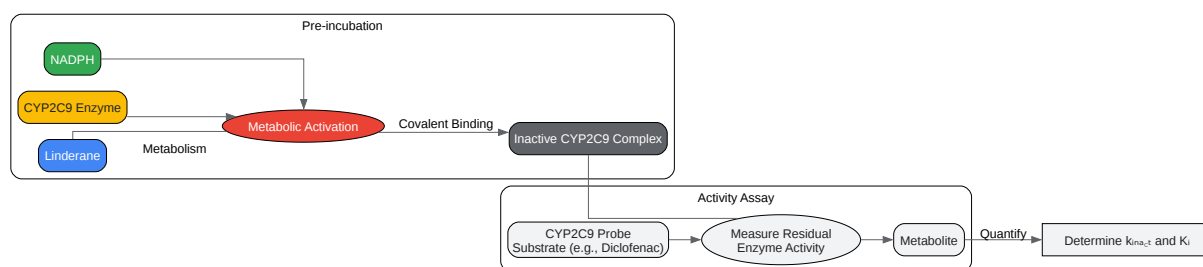 Pre-incubation
NADPH
CYP2C9 Enzyme
Metabolic Activation
Covalent Binding
Inactive CYP2C9 Complex
Metabolism
Linderane
Activity Assay
CYP2C9 Probe
Substrate (e.g., Diclofenac)
Measure Residual
Enzyme Activity
Metabolite
Quantify
Determine kᵢₙₐ꜀ₜ and Kᵢ